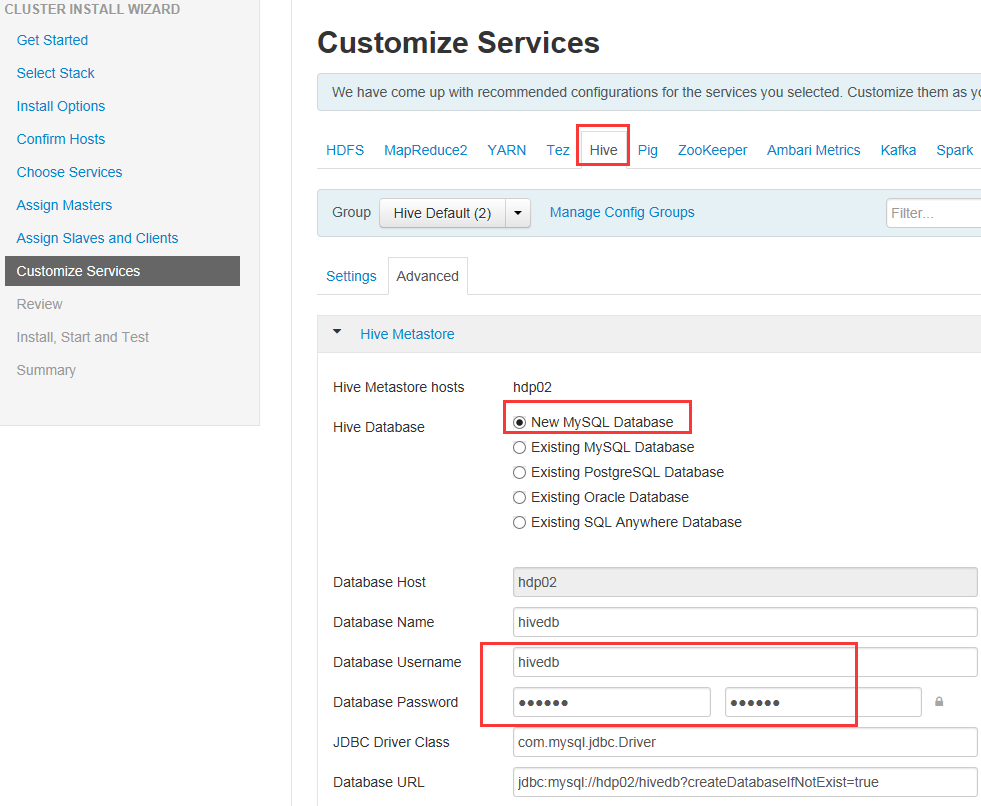 CLUSTER INSTALL WIZARD
Get Started
Select Stack
Install Options
Confirm Hosts
Choose Services
Assign Masters
Assign Slaves and Clients
Customize Services
Review
Install, Start and Test
Summary
Customize Services
We have come up with recommended configurations for the services you selected. Customize them as yo
HDFS MapReduce2 YARN Tez Hive Pig ZooKeeper Ambari Metrics Kafka Spark
Group Hive Default (2) Manage Config Groups Filter...
Settings Advanced
Hive Metastore
Hive Metastore hosts hdp02
Hive Database New MySQL Database
Existing MySQL Database
Existing PostgreSQL Database
Existing Oracle Database
Existing SQL Anywhere Database
Database Host hdp02
Database Name hivedb
Database Username hivedb
Database Password •••••• ••••••
JDBC Driver Class com.mysql.jdbc.Driver
Database URL jdbc:mysql://hdp02/hivedb?createDatabaseIfNotExist=true